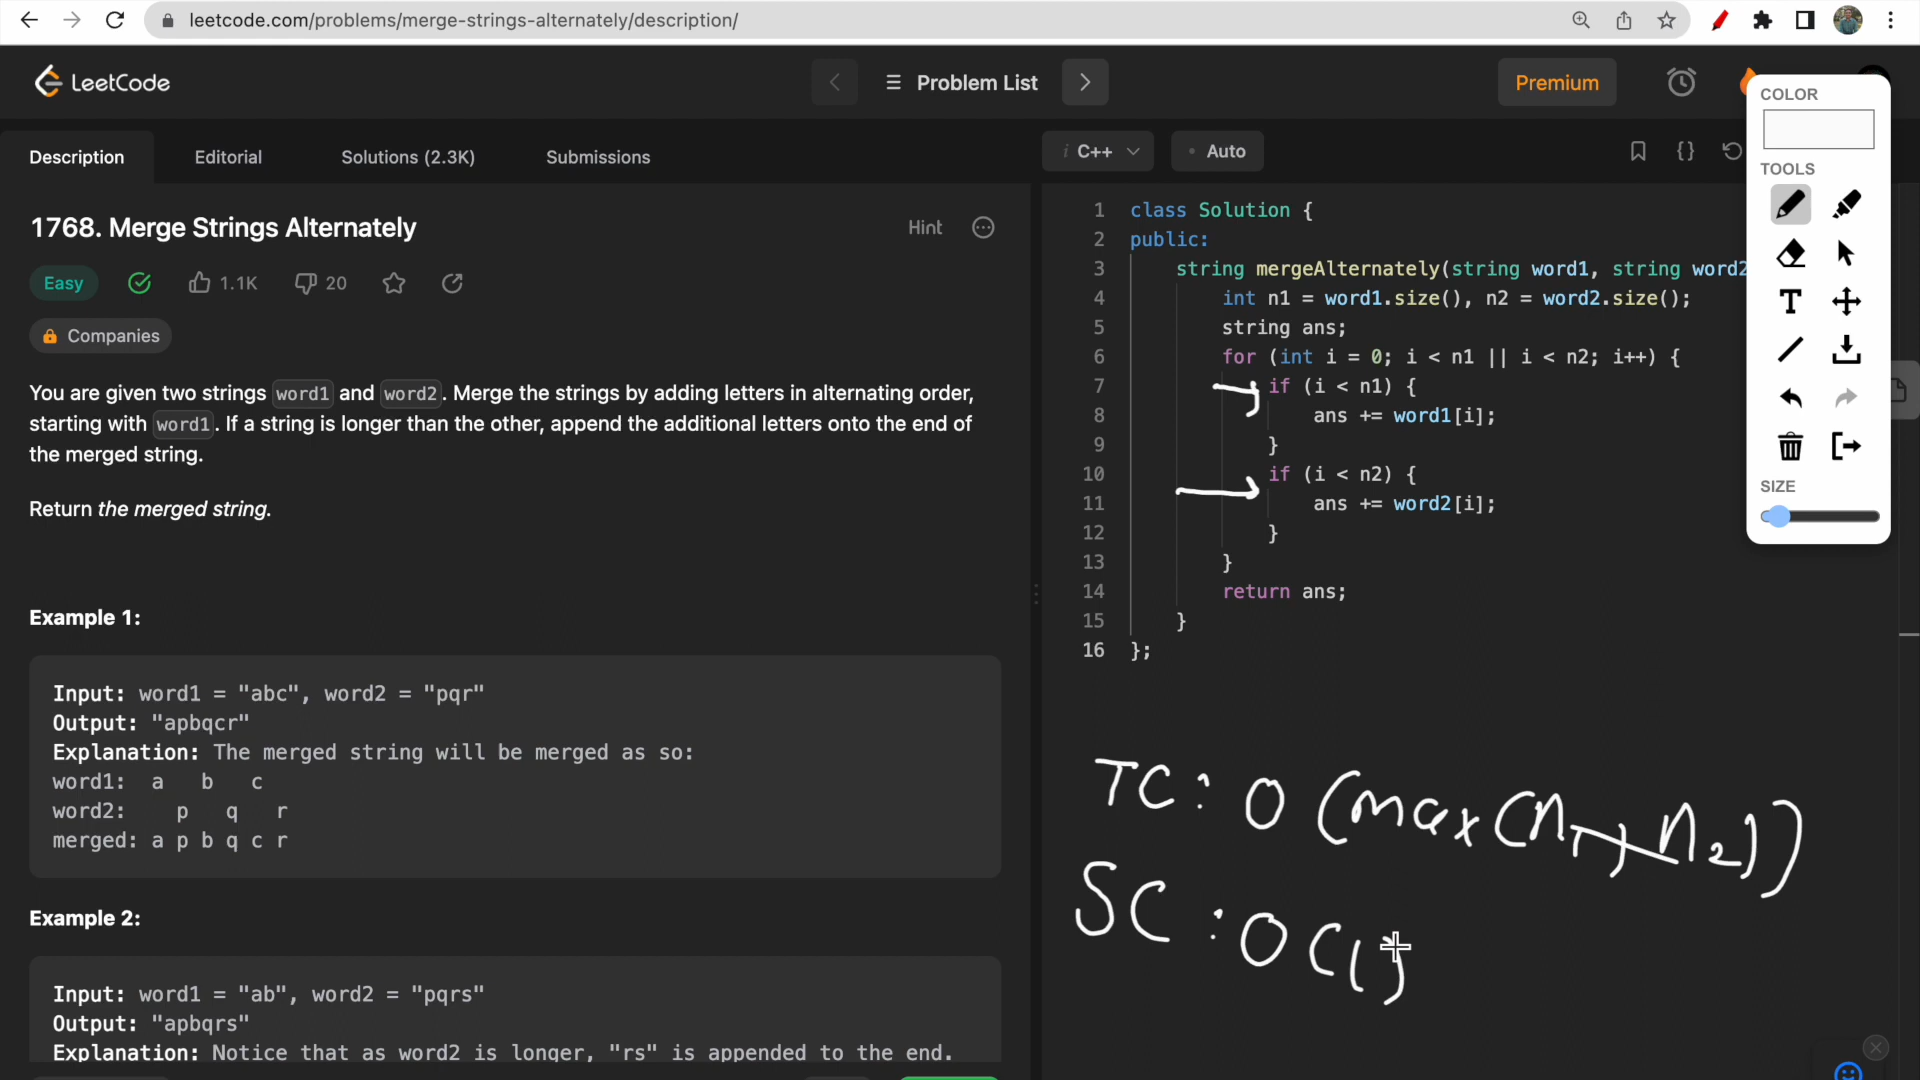 leetcode.com/problems/merge-strings-alternately/description/
LeetCode
Problem List
Premium
Description
Editorial
Solutions (2.3K)
Submissions
1768. Merge Strings Alternately
Hint
Easy
1.1K
20
Companies
You are given two strings word1 and word2. Merge the strings by adding letters in alternating order,
starting with word1. If a string is longer than the other, append the additional letters onto the end of
the merged string.
Return the merged string.
Example 1:
Input: word1 = "abc", word2 = "pqr"
Output: "apbqcr"
Explanation: The merged string will be merged as so:
word1: a b c
word2: p q r
merged: a p b q c r
Example 2:
Input: word1 = "ab", word2 = "pqrs"
Output: "apbqrs"
Explanation: Notice that as word2 is longer, "rs" is appended to the end.
i C++
Auto
{}
1 class Solution {
2 public:
3 string mergeAlternately(string word1, string word2
4 int n1 = word1.size(), n2 = word2.size();
5 string ans;
6 for (int i = 0; i < n1 || i < n2; i++) {
7 if (i < n1) {
8 ans += word1[i];
9 }
10 if (i < n2) {
11 ans += word2[i];
12 }
13 }
14 return ans;
15 }
16 };
TC: O (max(n1, n2))
SC: O(1)
COLOR
TOOLS
T
SIZE